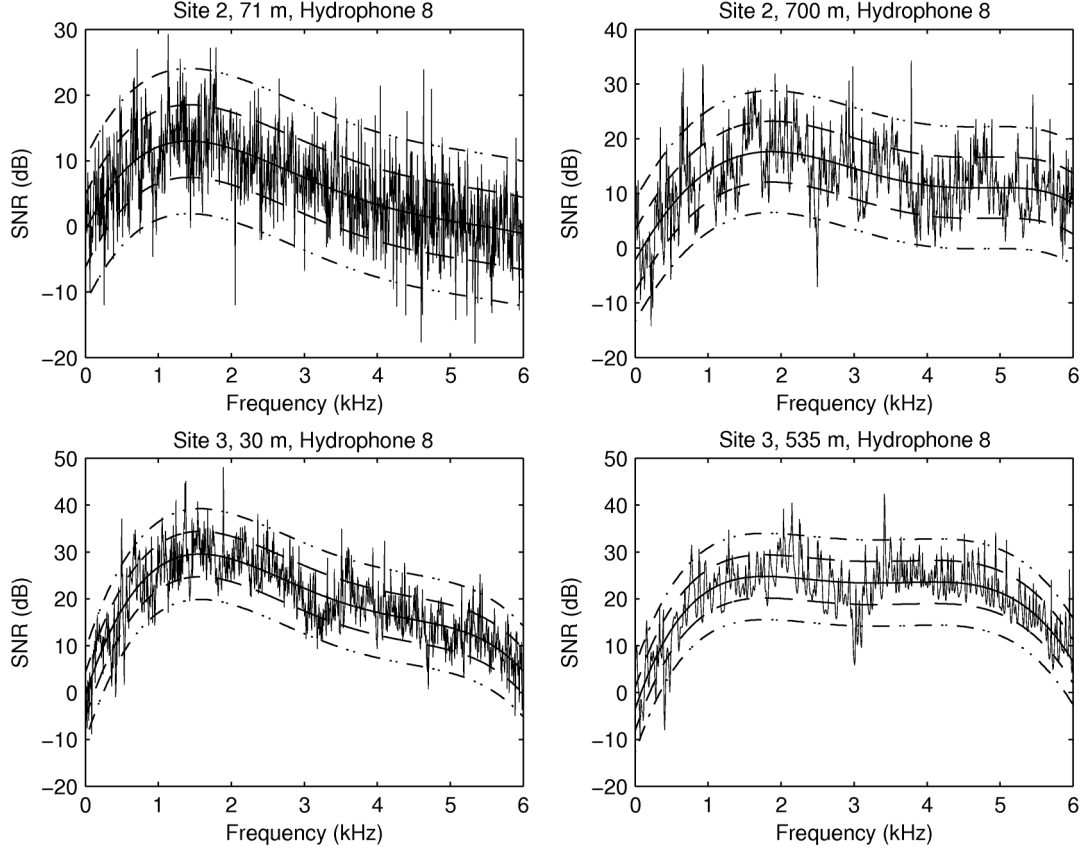 Site 2, 71 m, Hydrophone 8
30
20
10
0
−10
−20
SNR (dB)
0 1 2 3 4 5 6
Frequency (kHz)
Site 2, 700 m, Hydrophone 8
40
30
20
10
0
−10
−20
SNR (dB)
0 1 2 3 4 5 6
Frequency (kHz)
Site 3, 30 m, Hydrophone 8
50
40
30
20
10
0
−10
−20
SNR (dB)
0 1 2 3 4 5 6
Frequency (kHz)
Site 3, 535 m, Hydrophone 8
50
40
30
20
10
0
−10
−20
SNR (dB)
0 1 2 3 4 5 6
Frequency (kHz)